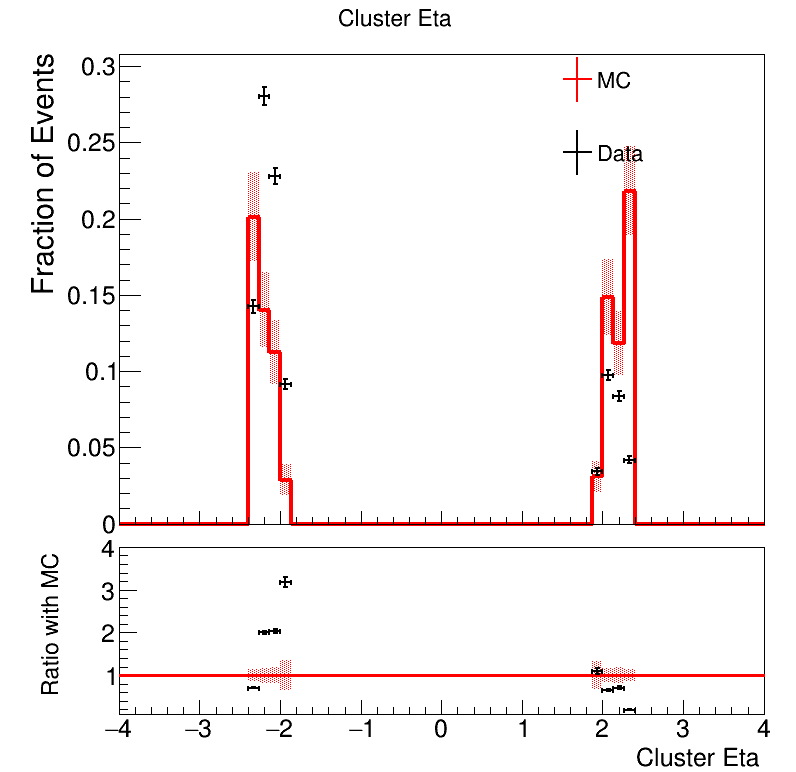 Cluster Eta
Fraction of Events
0.3
0.25
0.2
0.15
0.1
0.05
0
MC
Data
Ratio with MC
4
3
2
1
−4 −3 −2 −1 0 1 2 3 4
Cluster Eta